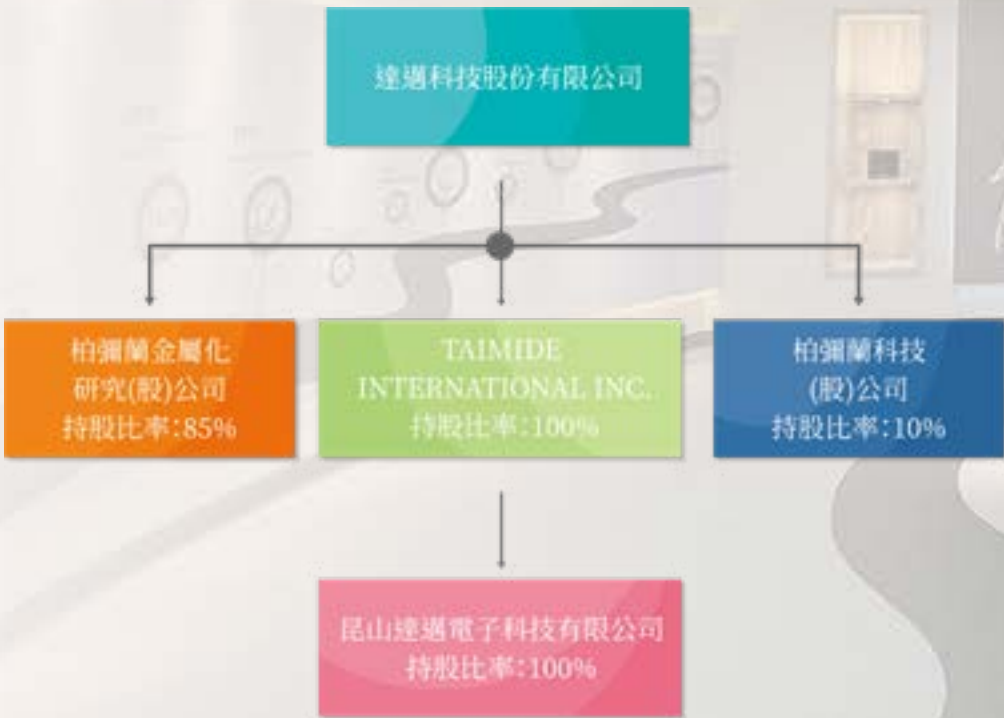 達邁科技股份有限公司
柏彌蘭金屬化
研究(股)公司
持股比率:85%
TAIMIDE
INTERNATIONAL INC.
持股比率:100%
柏彌蘭科技
(股)公司
持股比率:10%
昆山達邁電子科技有限公司
持股比率:100%